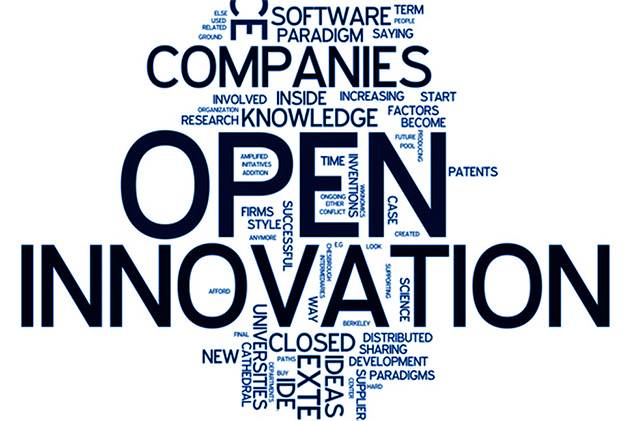 CE
ELSE
USED
RELATED
GROUND
SOFTWARE
TERM
PEOPLE
PARADIGM
SAYING
COMPANIES
INVOLVED
INSIDE
INCREASING
START
ORGANIZATION
RESEARCH
KNOWLEDGE
FACTORS
BECOME
OPEN
AMPLIFIED
INITIATIVES
ADDITION
TIME
INVENTIONS
WIKINOMICS
FUTURE
POOL
PRODUCING
PATENTS
ONGOING
EITHER
CONFLICT
CASE
FIRMS
STYLE
SUCCESSFUL
ANYMORE
CREATED
INNOVATION
E.G
LOOK
CHESBROUGH
INTERMEDIARIES
SUPPORTING
SCIENCE
AFFORD
WAY
BERKELEY
FINAL
UNIVERSITIES
CATHEDRAL
NEW
CLOSED
DISTRIBUTED
SHARING
DEVELOPMENT
PATHS
DEPARTMENTS
BUY
IDE
EXTE
IDEAS
CENTER
SUPPLIER
PARADIGMS
HARD